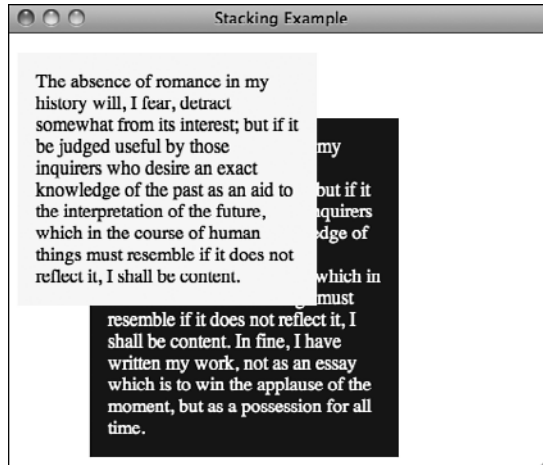 Stacking Example
The absence of romance in my
history will, I fear, detract
somewhat from its interest; but if it
be judged useful by those
inquirers who desire an exact
knowledge of the past as an aid to
the interpretation of the future,
which in the course of human
things must resemble if it does not
reflect it, I shall be content.
my
but if it
dge of
which in
must
resemble if it does not reflect it, I
shall be content. In fine, I have
written my work, not as an essay
which is to win the applause of the
moment, but as a possession for all
time.